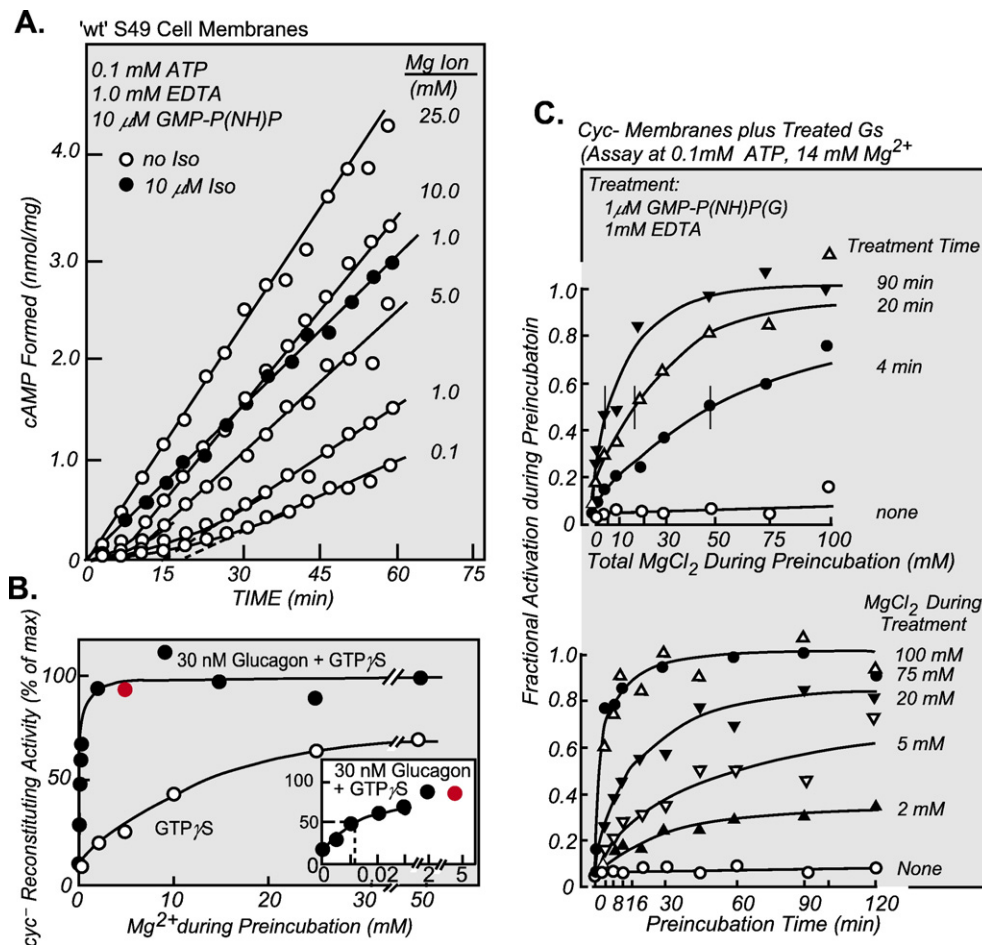 A.
'wt' S49 Cell Membranes
0.1 mM ATP
1.0 mM EDTA
10 µM GMP-P(NH)P
no Iso
10 µM Iso
Mg Ion
(mM)
25.0
10.0
1.0
5.0
1.0
0.1
cAMP Formed (nmol/mg)
4.0
3.0
2.0
1.0
0
0 15 30 45 60 75
TIME (min)
B.
cyc⁻ Reconstituting Activity (% of max)
100
50
0
30 nM Glucagon + GTPγS
GTPγS
30 nM Glucagon
+ GTPγS
100
50
0
0 0.02 2 5
0 10 20 30 50
Mg2+during Preincubation (mM)
C.
Cyc- Membranes plus Treated Gs
(Assay at 0.1mM ATP, 14 mM Mg2+
Treatment:
1µM GMP-P(NH)P(G)
1mM EDTA
Treatment Time
90 min
20 min
4 min
none
Fractional Activation during Preincubatoin
1.0
0.8
0.6
0.4
0.2
0
0 10 20 40 60 80 100
Total MgCl2 During Preincubation (mM)
MgCl2 During
Treatment
100 mM
75 mM
20 mM
5 mM
2 mM
None
1.0
0.8
0.6
0.4
0.2
0
0 8 16 40 60 80 100 120
Preincubation Time (min)